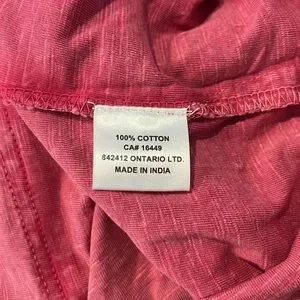 100% COTTON
CA# 16449
842412 ONTARIO LTD.
MADE IN INDIA